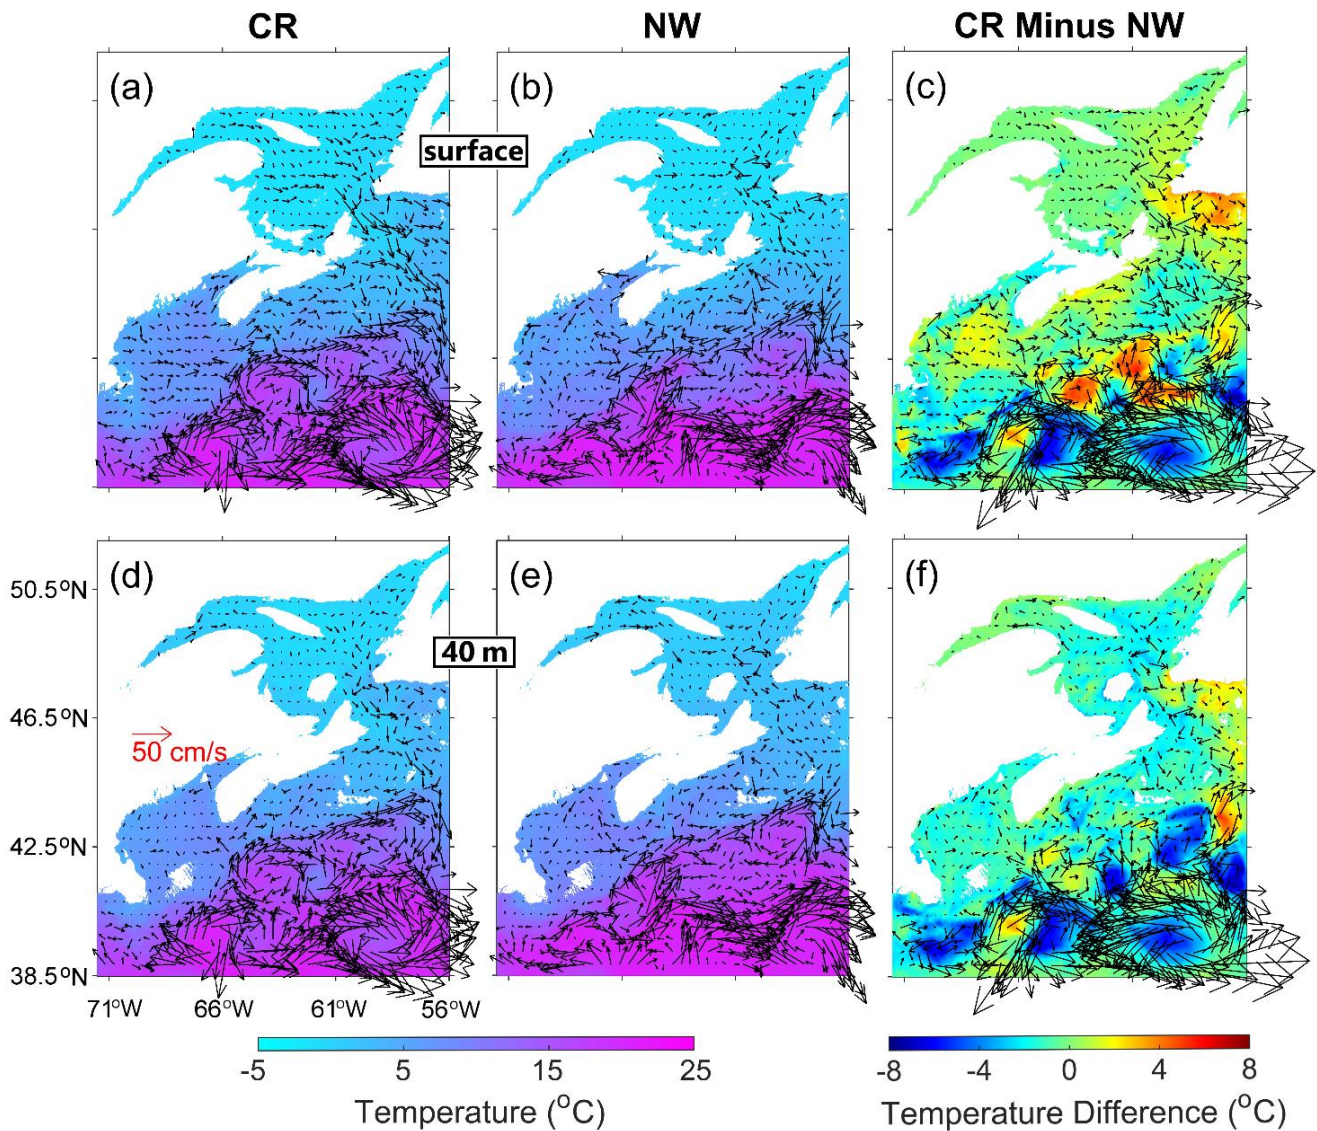 CR NW CR Minus NW
(a) (b) (c)
surface
(d) (e) (f)
50.5°N
40 m
46.5°N
50 cm/s
42.5°N
38.5°N
71°W 66°W 61°W 56°W
-5 5 15 25 -8 -4 0 4 8
Temperature (°C) Temperature Difference (°C)